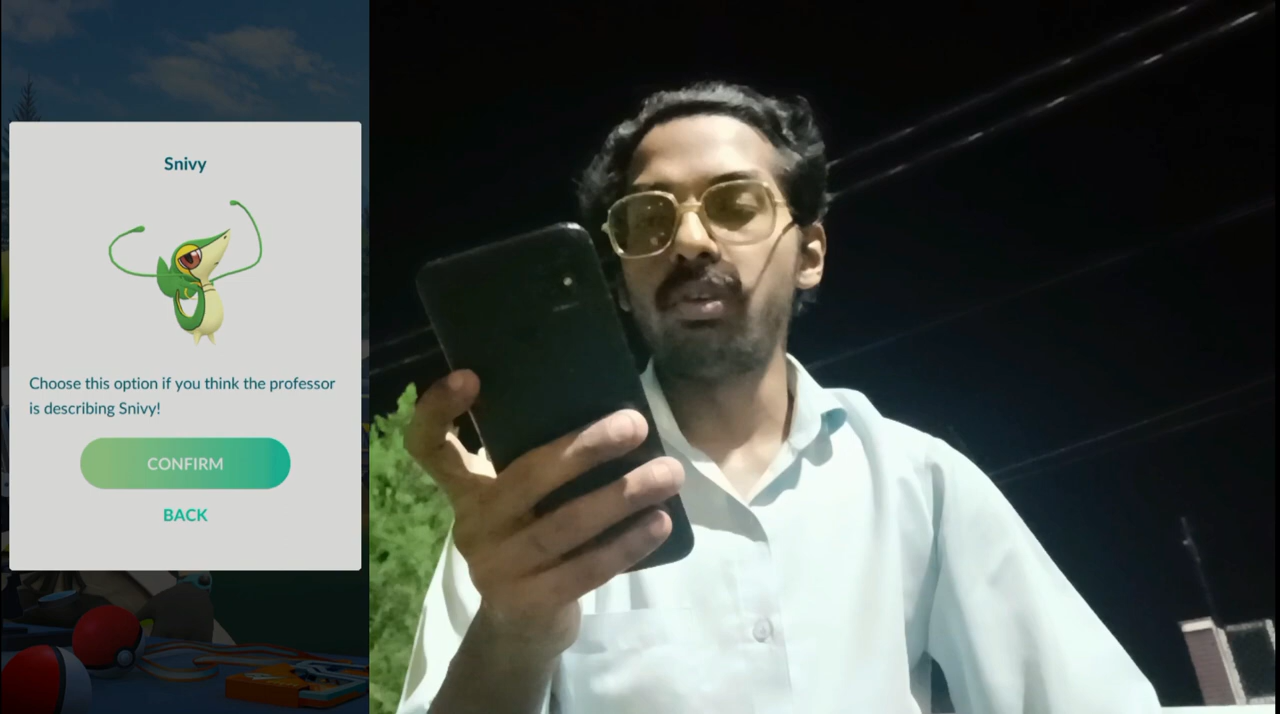 Snivy
Choose this option if you think the professor
is describing Snivy!
CONFIRM
BACK